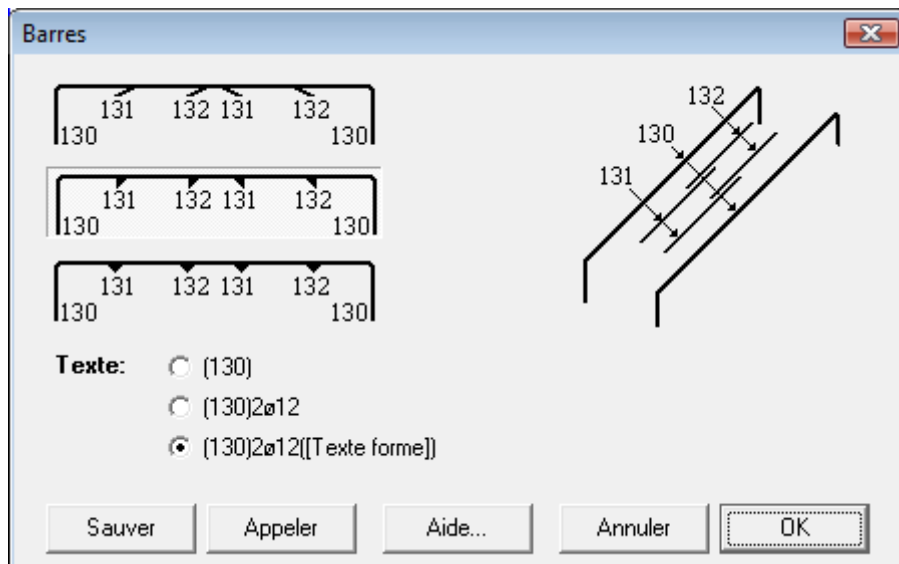 Barres
131 132 131 132
130 130
131 132 131 132
130 130
131 132 131 132
130 130
132
130
131
Texte:
(130)
(130)2ø12
(130)2ø12([Texte forme])
Sauver Appeler Aide... Annuler OK